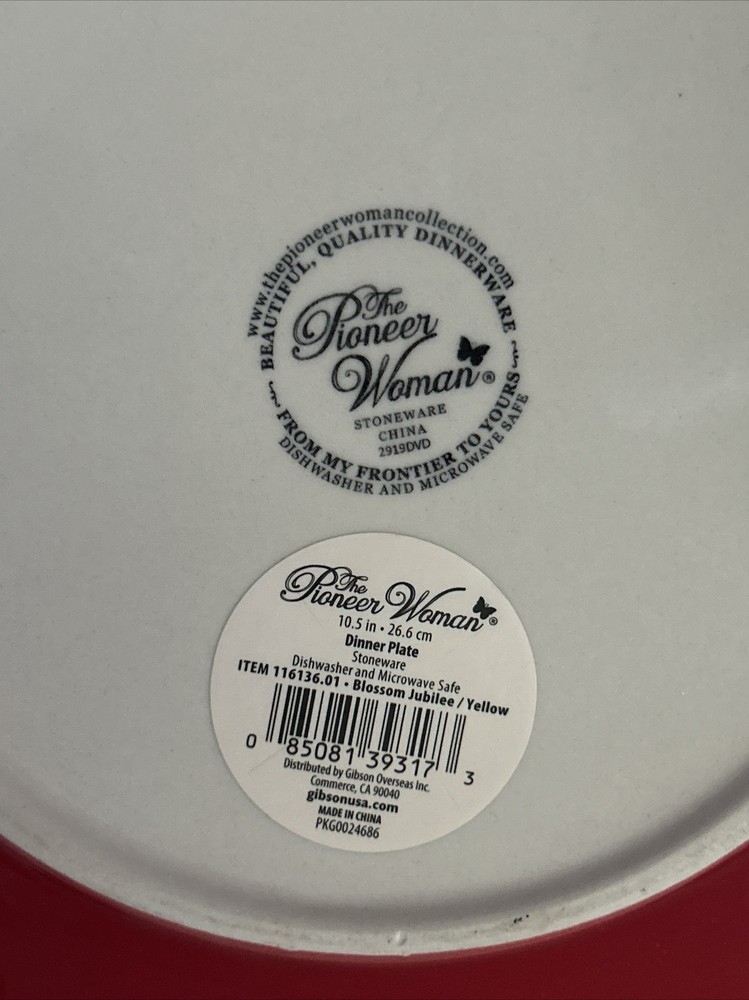 www.thepioneerwomancollection.com
BEAUTIFUL, QUALITY DINNERWARE
The
Pioneer
Woman®
STONEWARE
CHINA
2919DVD
FROM MY FRONTIER TO YOURS
DISHWASHER AND MICROWAVE SAFE
The Pioneer Woman®
10.5 in • 26.6 cm
Dinner Plate
Stoneware
Dishwasher and Microwave Safe
ITEM 116136.01 • Blossom Jubilee / Yellow
0 85081 39317 3
Distributed by Gibson Overseas Inc.
Commerce, CA 90040
gibsonusa.com
MADE IN CHINA
PKG0024686